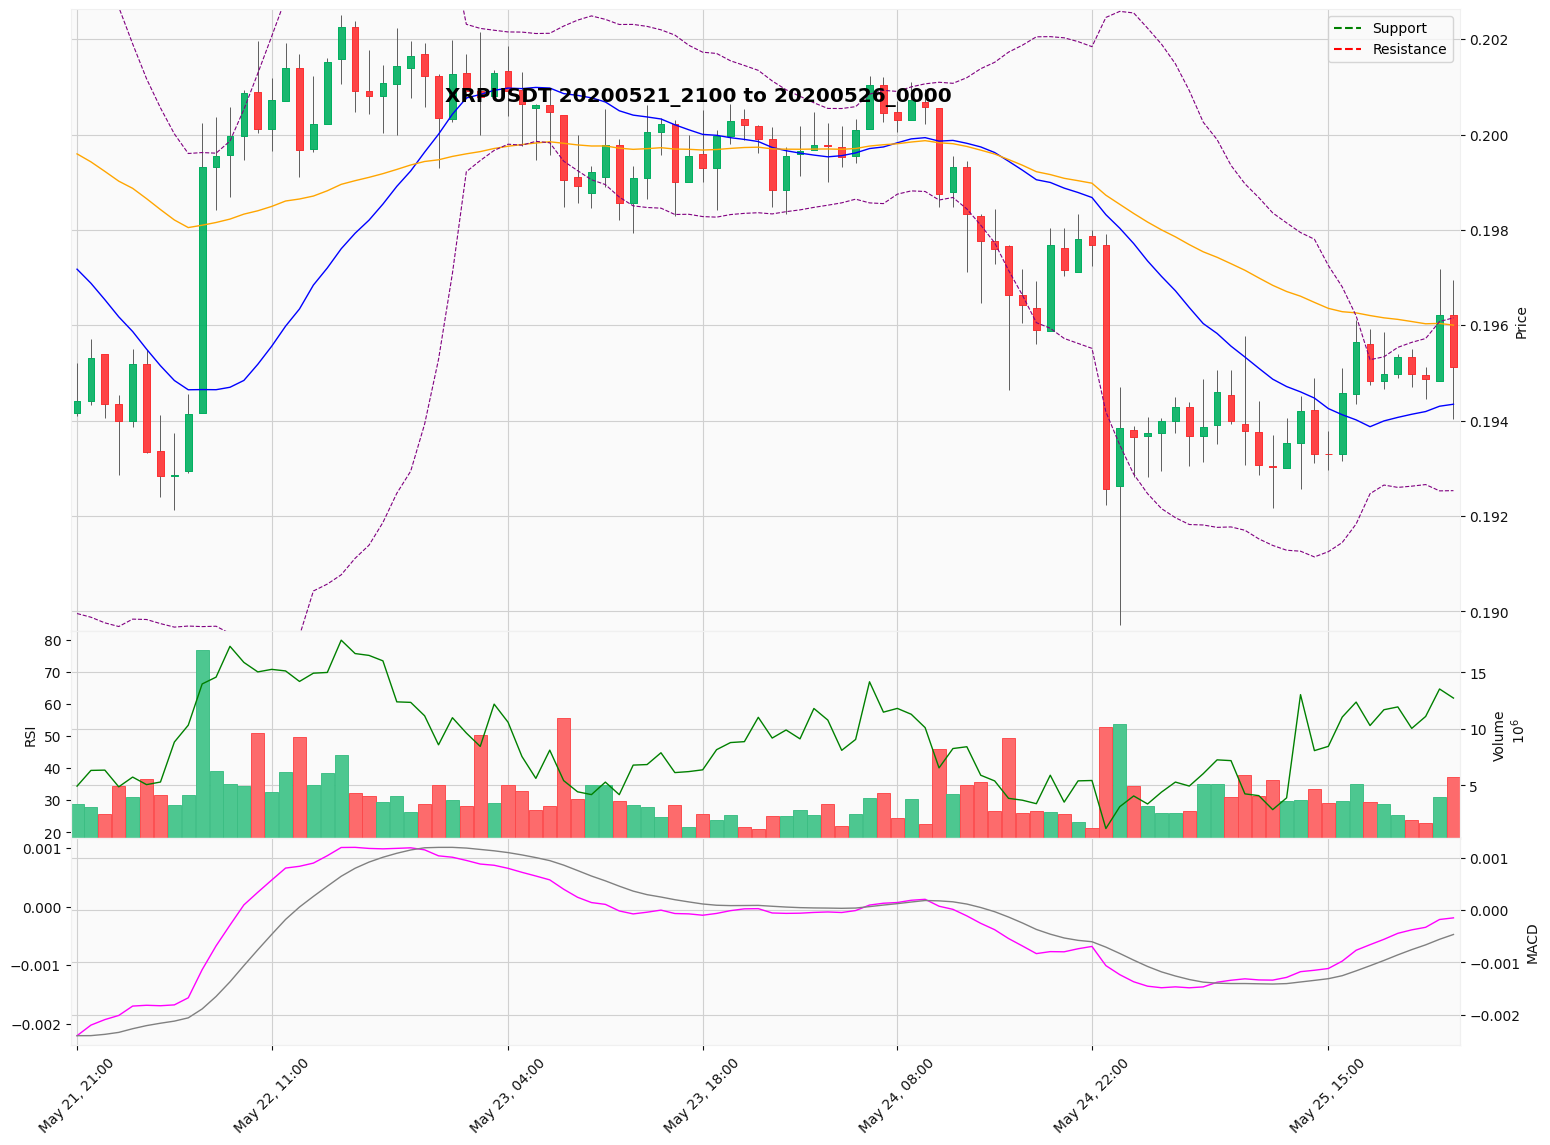 XRPUSDT 20200521_2100 to 20200526_0000
Support
Resistance
0.202
0.200
0.198
0.196
0.194
0.192
0.190
Price
80
70
60
50
40
30
20
RSI
15
10
5
Volume
10^6
0.001
0.000
−0.001
−0.002
0.001
0.000
−0.001
−0.002
MACD
May 21, 21:00
May 22, 11:00
May 23, 04:00
May 23, 18:00
May 24, 08:00
May 24, 22:00
May 25, 15:00